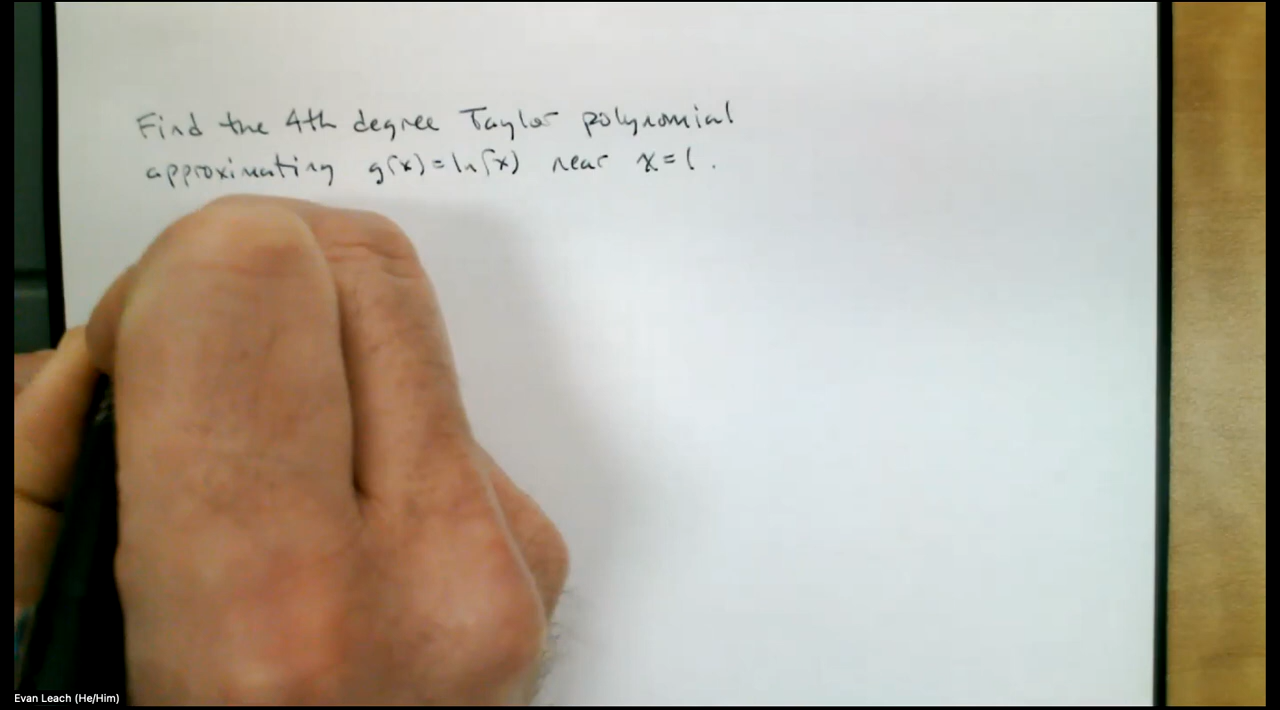 Find the 4th degree Taylor polynomial
approximating g(x)=ln(x) near x=1.
Evan Leach (He/Him)